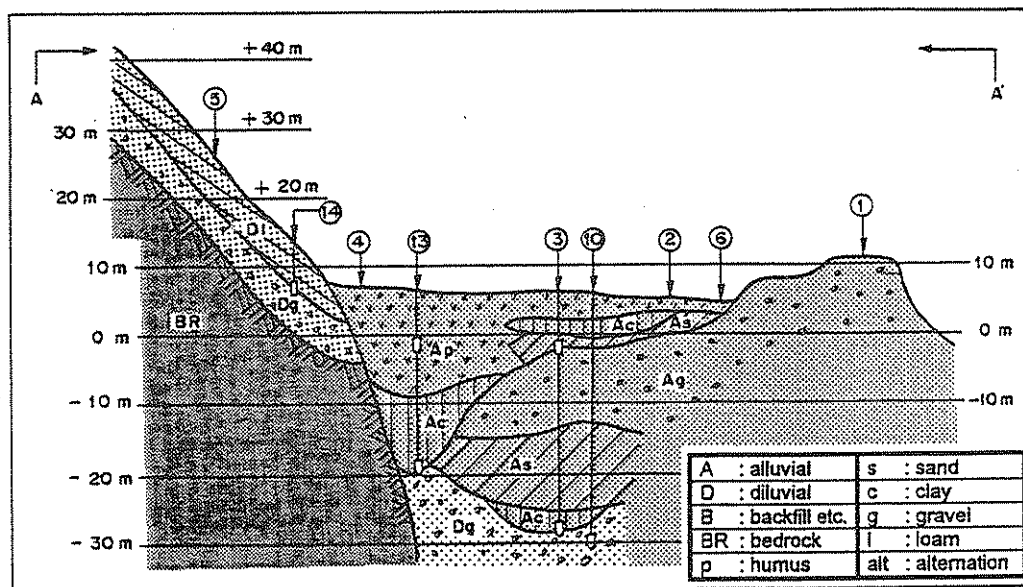 A
A'
+ 40 m
5
30 m
+ 30 m
20 m
+ 20 m
14
Dl
4
13
3
10
2
6
1
10 m
10 m
Dg
BR
Ac
As
0 m
0 m
Ap
Ag
- 10 m
-10 m
Ac
As
- 20 m
Dg
Ac
- 30 m
A : alluvial s : sand
D : diluvial c : clay
B : backfill etc. g : gravel
BR : bedrock l : loam
p : humus alt : alternation